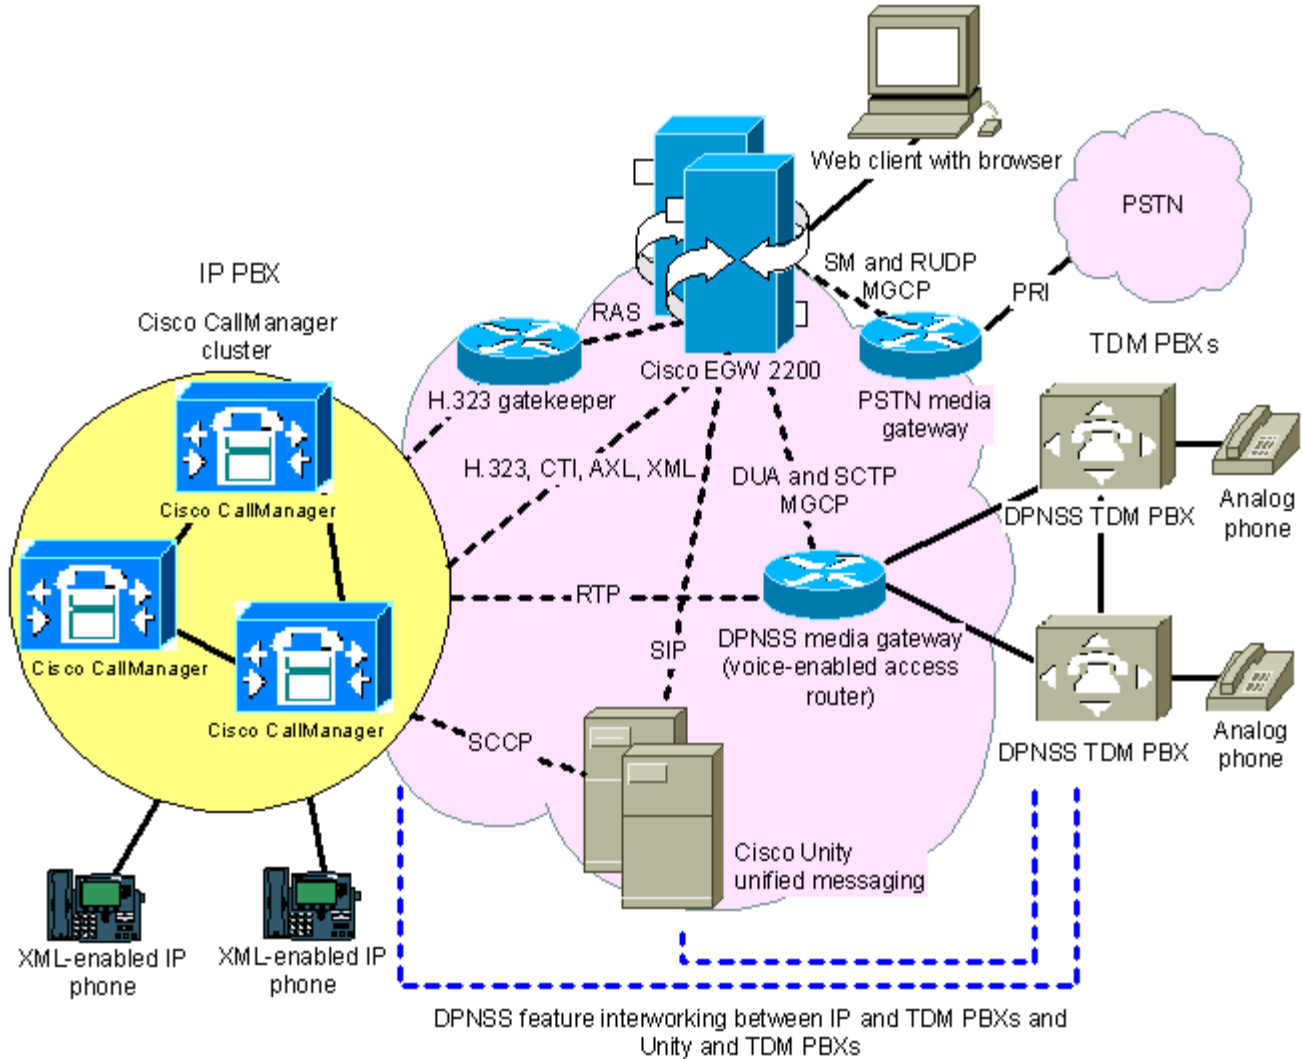 Web client with browser
PSTN
SM and RUDP
MGCP
PRI
IP PBX
Cisco CallManager
cluster
RAS
TDM PBXs
Cisco EGW 2200
H.323 gatekeeper
PSTN media
gateway
H.323, CTI, AXL, XML
DUA and SCTP
MGCP
Cisco CallManager
DPNSS TDM PBX
Analog
phone
RTP
Cisco CallManager
SIP
DPNSS media gateway
(voice-enabled access
router)
Cisco CallManager
SCCP
DPNSS TDM PBX
Analog
phone
Cisco Unity
unified messaging
XML-enabled IP
phone
XML-enabled IP
phone
DPNSS feature interworking between IP and TDM PBXs and
Unity and TDM PBXs